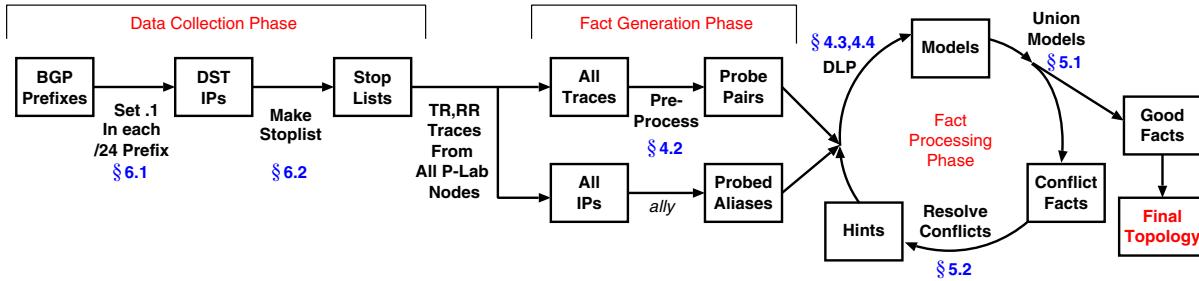 Data Collection Phase
Fact Generation Phase
BGP
Prefixes
Set .1
In each
/24 Prefix
§ 6.1
DST
IPs
Make
Stoplist
§ 6.2
Stop
Lists
TR,RR
Traces
From
All P-Lab
Nodes
All
Traces
Pre-
Process
§ 4.2
Probe
Pairs
All
IPs
ally
Probed
Aliases
§ 4.3,4.4
DLP
Models
Union
Models
§ 5.1
Fact
Processing
Phase
Good
Facts
Conflict
Facts
Resolve
Conflicts
§ 5.2
Hints
Final
Topology